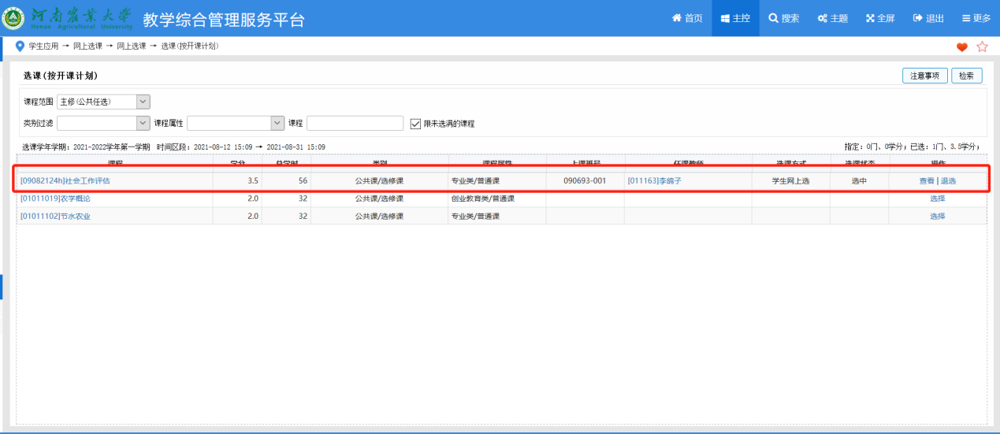 河南农业大学
Henan Agricultural University
教学综合管理服务平台
首页 主控 搜索 主题 全屏 退出 更多
学生应用 → 网上选课 → 网上选课 → 选课(按开课计划)
选课(按开课计划) 注意事项 检索
课程范围 主修(公共任选)
类别过滤 课程属性 课程 限未选满的课程
选课学年学期：2021-2022学年第一学期 时间区段：2021-08-12 15:09 → 2021-08-31 15:09 指定：0门、0学分；已选：1门、3.5学分；
课程 学分 总学时 类别 课程属性 上课班号 任课教师 选课方式 选课状态 操作
[09082124h]社会工作评估 3.5 56 公共课/选修课 专业类/普通课 090693-001 [011163]李鸽子 学生网上选 选中 查看 | 退选
[01011019]农学概论 2.0 32 公共课/选修课 创业教育类/普通课 选择
[01011102]节水农业 2.0 32 公共课/选修课 专业类/普通课 选择